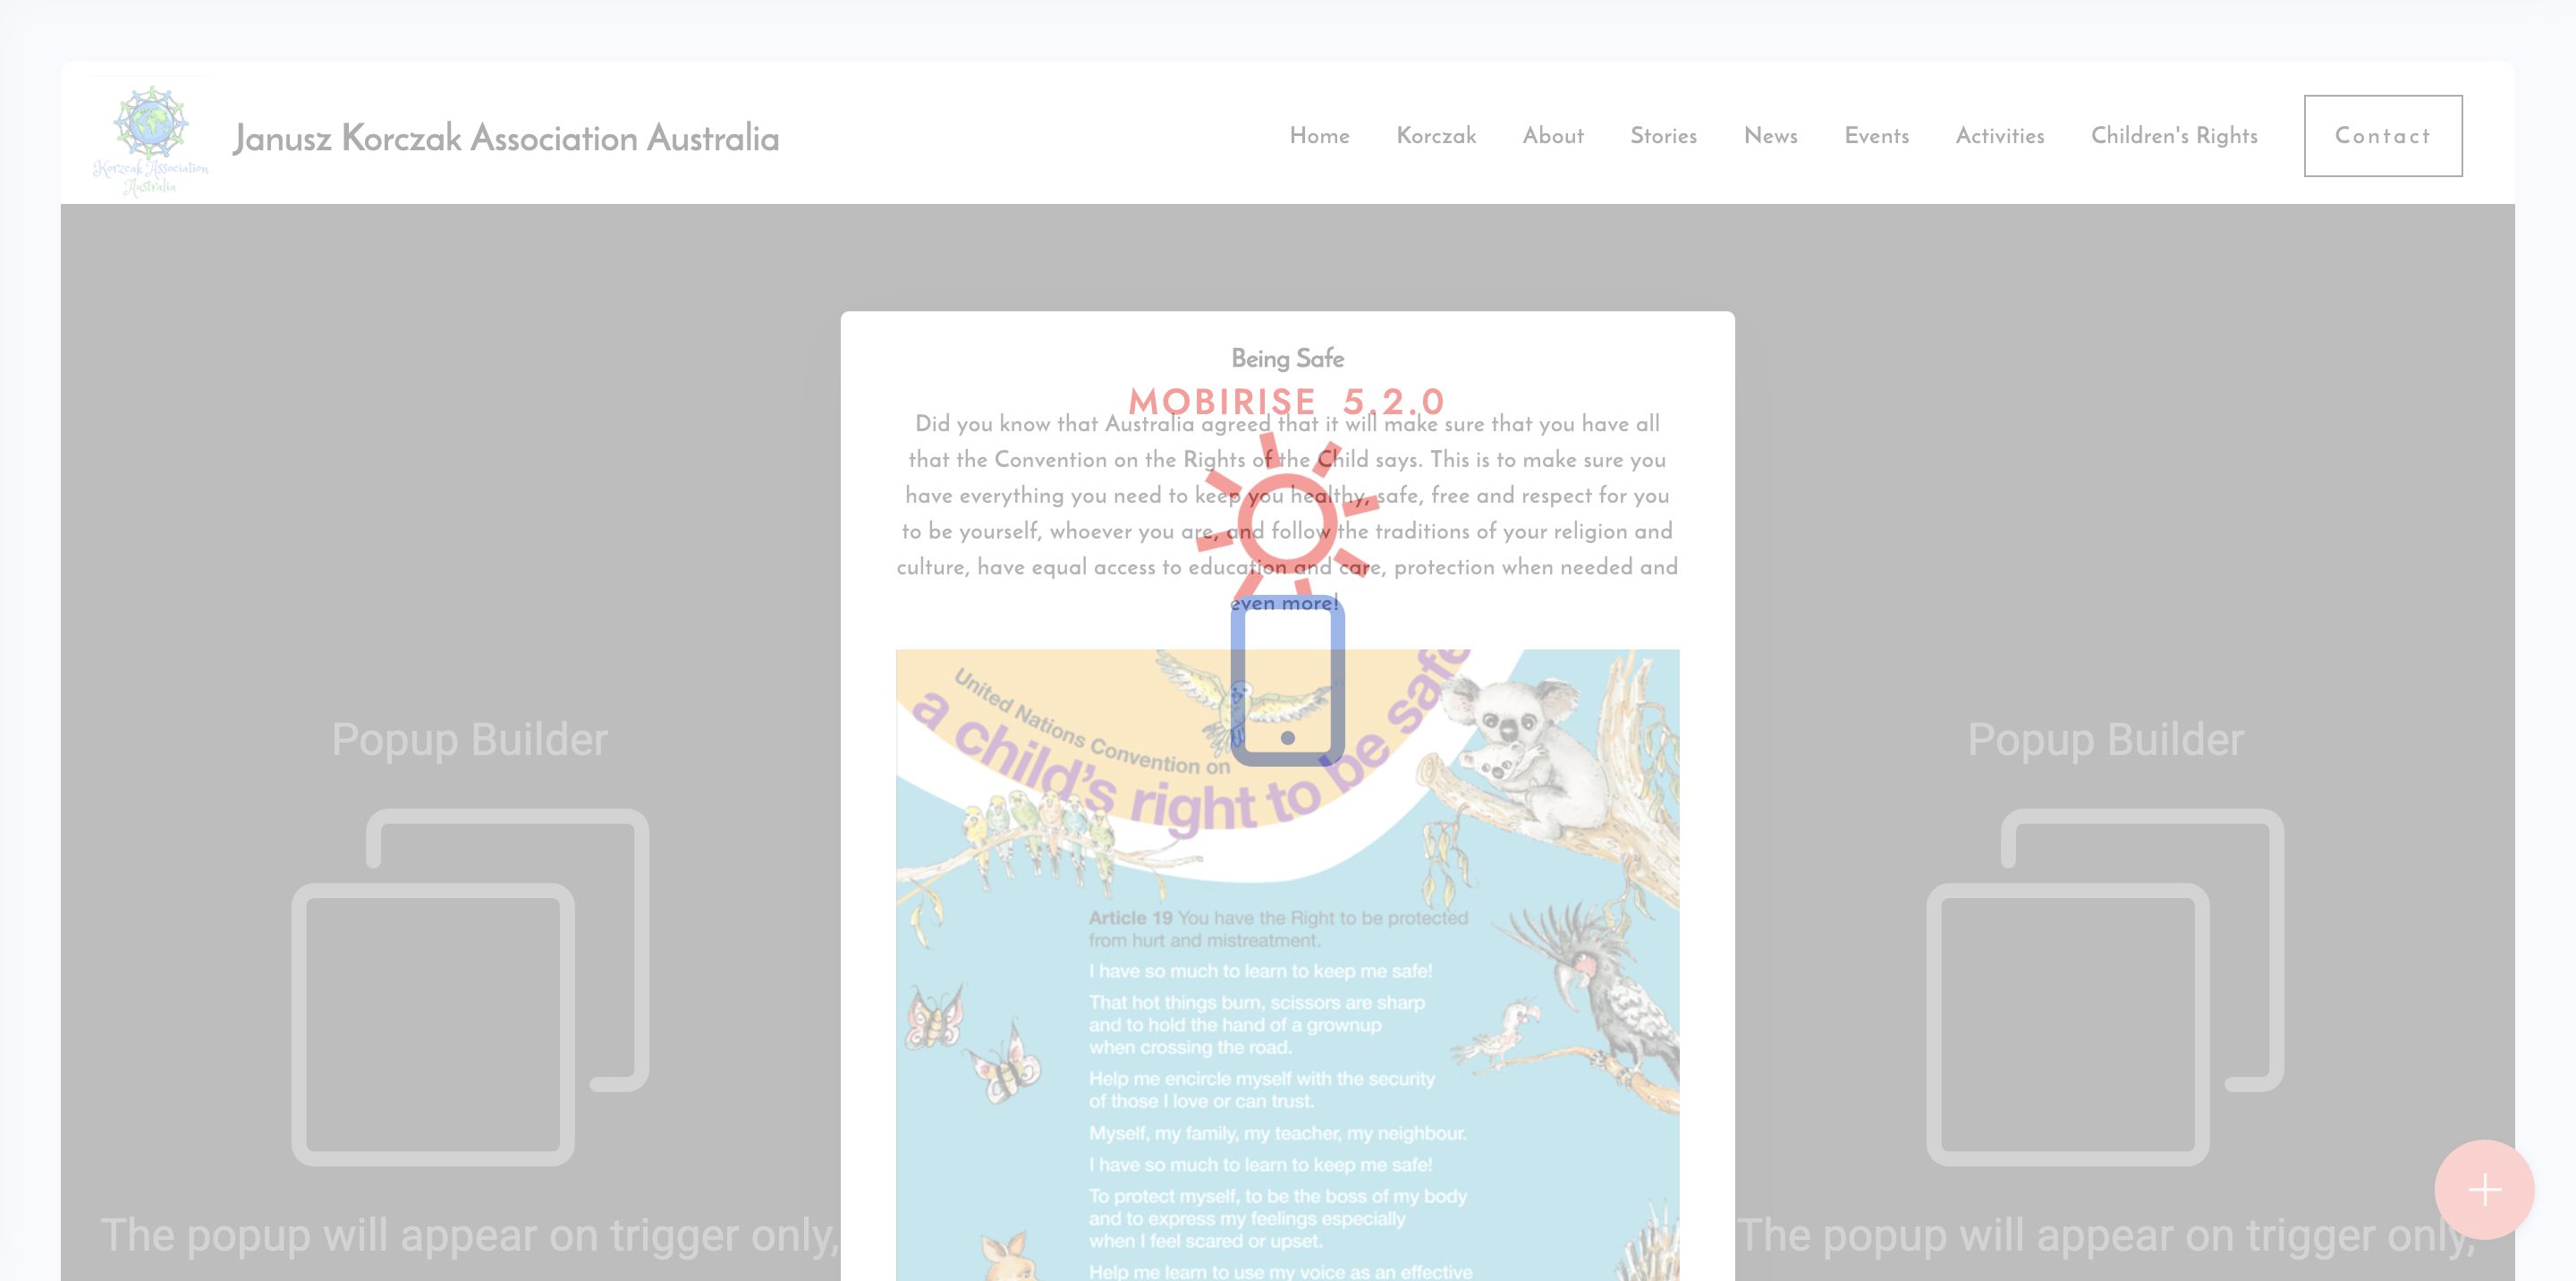 Korzcak Association
Australia
Janusz Korczak Association Australia
Home Korczak About Stories News Events Activities Children's Rights Contact
Being Safe
MOBIRISE 5.2.0
Did you know that Australia agreed that it will make sure that you have all
that the Convention on the Rights of the Child says. This is to make sure you
have everything you need to keep you healthy, safe, free and respect for you
to be yourself, whoever you are, and follow the traditions of your religion and
culture, have equal access to education and care, protection when needed and
even more!
United Nations Convention on
a child's right to be safe
Article 19 You have the Right to be protected
from hurt and mistreatment.
I have so much to learn to keep me safe!
That hot things burn, scissors are sharp
and to hold the hand of a grownup
when crossing the road.
Help me encircle myself with the security
of those I love or can trust.
Myself, my family, my teacher, my neighbour.
I have so much to learn to keep me safe!
To protect myself, to be the boss of my body
and to express my feelings especially
when I feel scared or upset.
Help me learn to use my voice as an effective
Popup Builder
The popup will appear on trigger only,
Popup Builder
The popup will appear on trigger only,